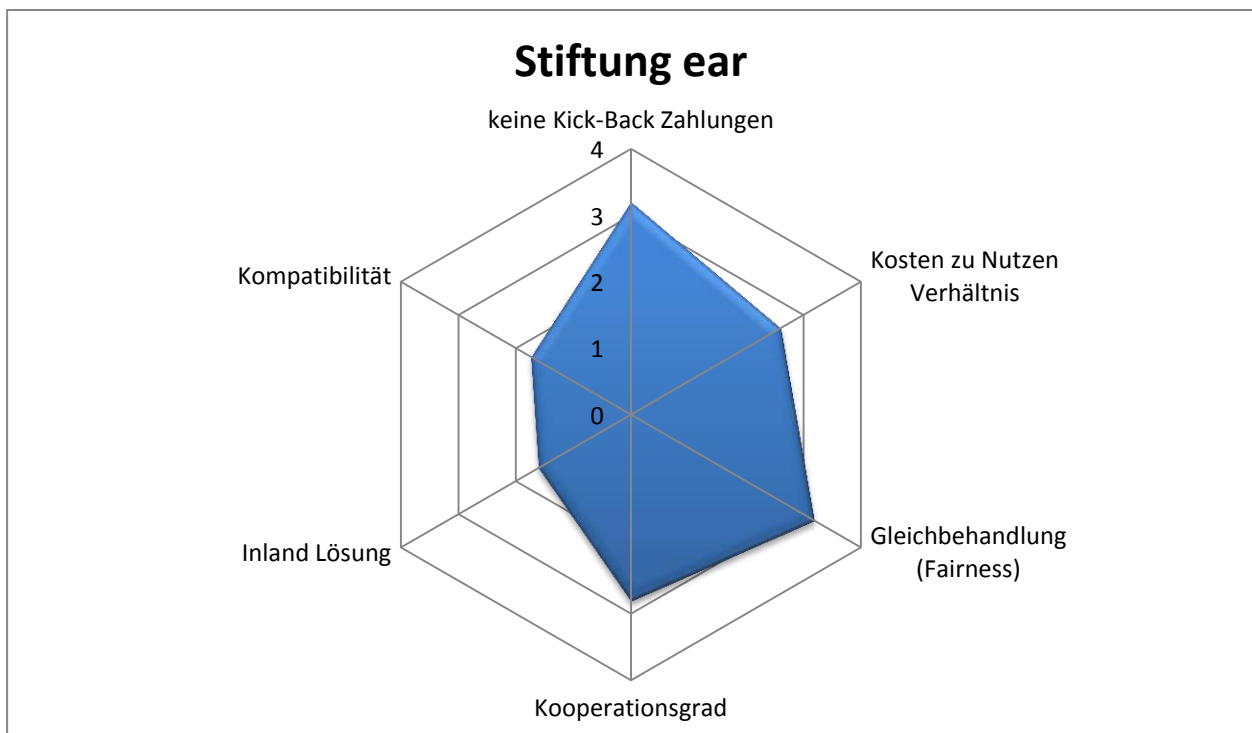 Stiftung ear
keine Kick-Back Zahlungen
4
3
2
1
0
Kosten zu Nutzen
Verhältnis
Gleichbehandlung
(Fairness)
Kooperationsgrad
Inland Lösung
Kompatibilität